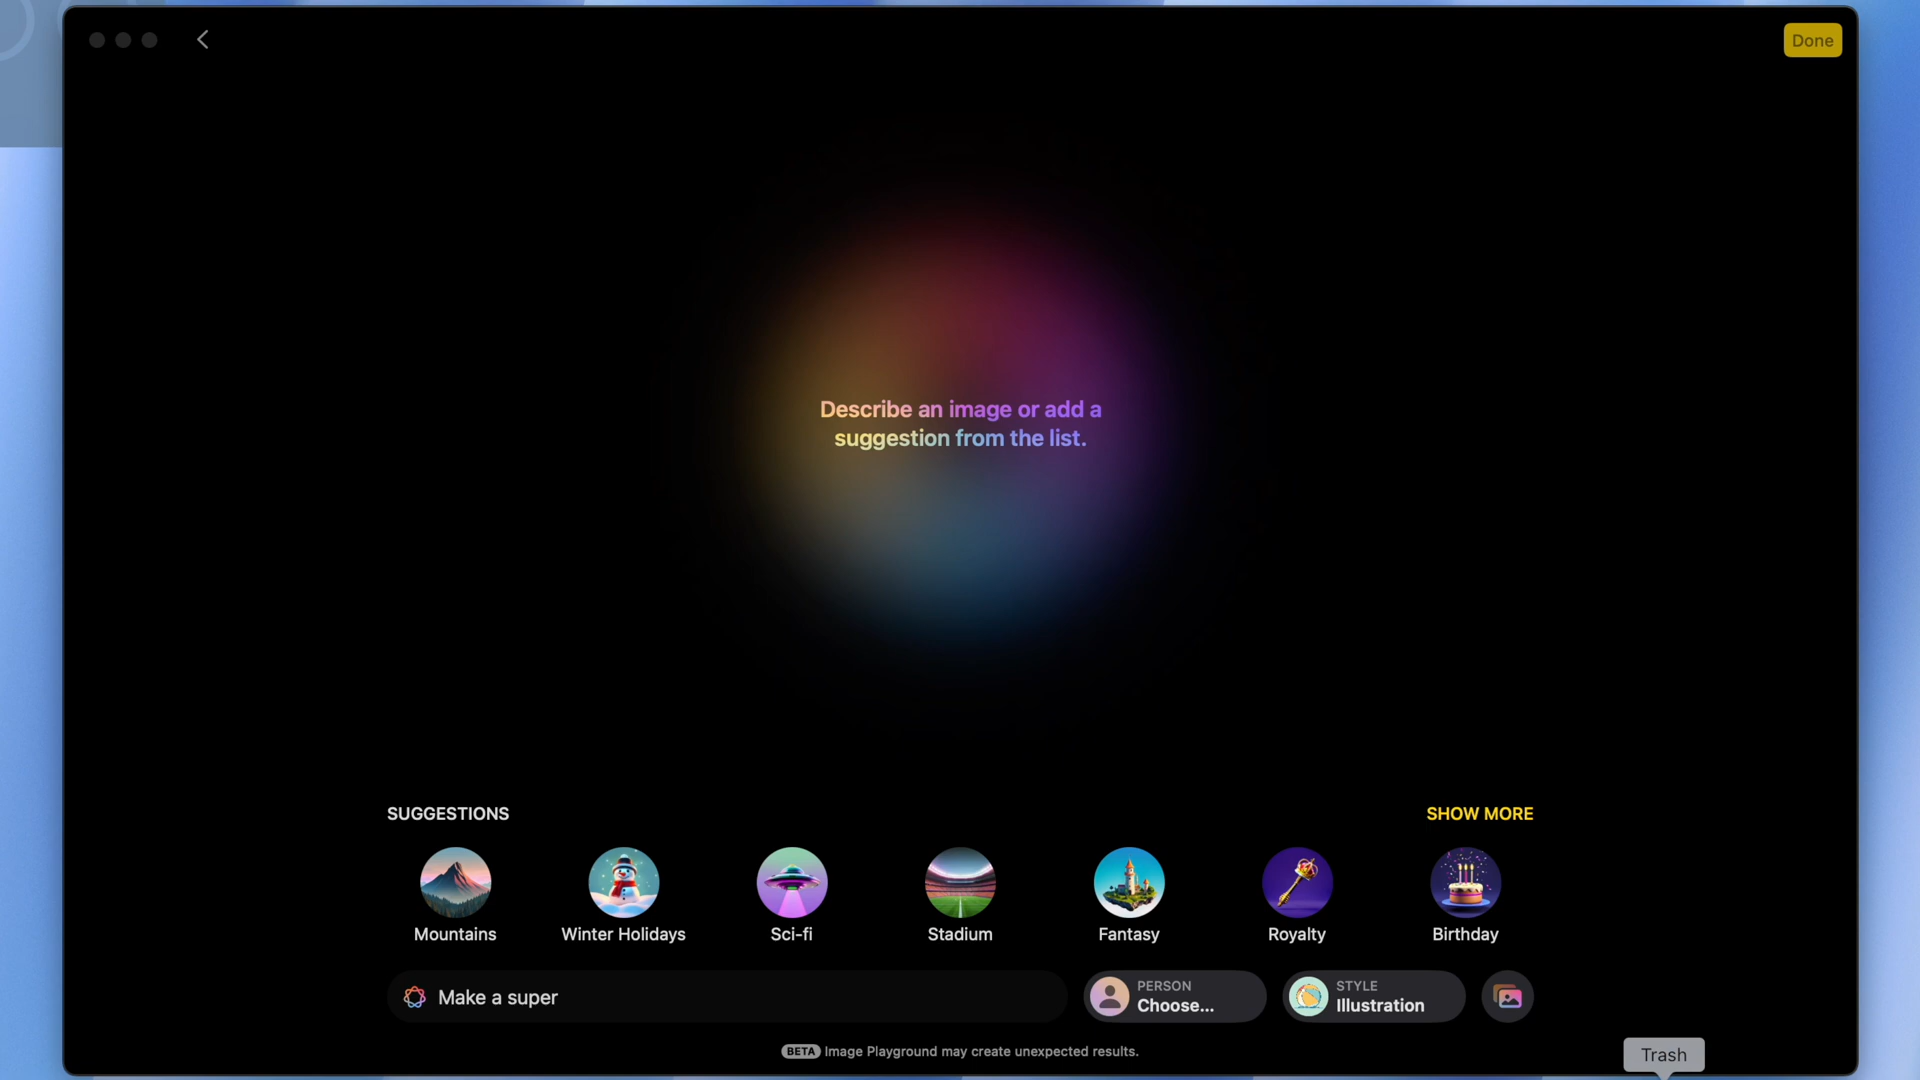 Done
Describe an image or add a
suggestion from the list.
SUGGESTIONS
SHOW MORE
Mountains
Winter Holidays
Sci-fi
Stadium
Fantasy
Royalty
Birthday
Make a super
PERSON
Choose...
STYLE
Illustration
BETA Image Playground may create unexpected results.
Trash